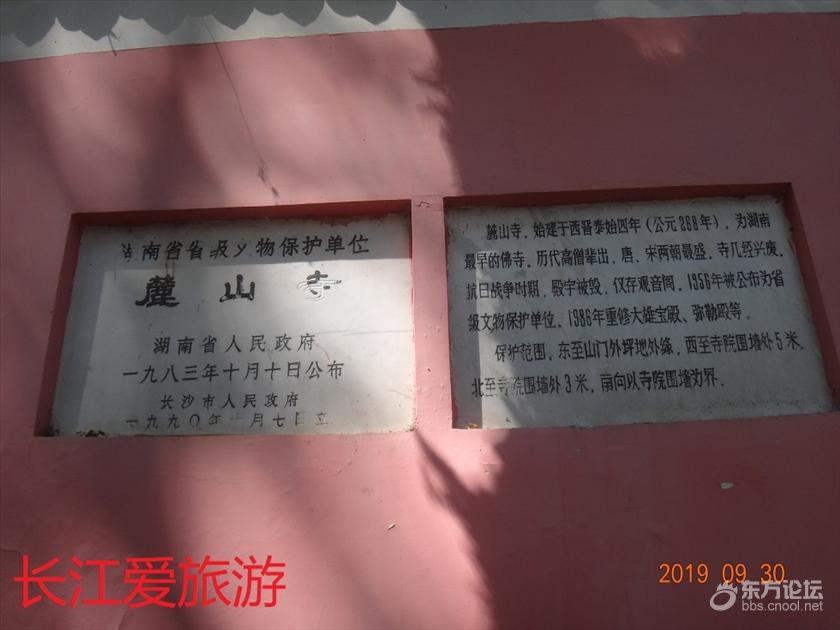 湖南省省级文物保护单位
麓山寺
湖南省人民政府
一九八三年十月十日公布
长沙市人民政府
一九九〇年 月七日立
麓山寺，始建于西晋泰始四年（公元268年），为湖南
最早的佛寺。历代高僧辈出，唐、宋两朝最盛。寺几经兴废。
抗日战争时期，殿宇被毁，仅存观音阁。1956年被公布为省
级文物保护单位。1986年重修大雄宝殿、弥勒殿等。
保护范围，东至山门外坪地外缘，西至寺院围墙外5米，
北至寺院围墙外3米，南向以寺院围墙为界.
长江爱旅游
2019 09 30
东方论坛
bbs.cnool.net